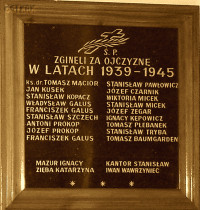 Ś. P.
ZGINĘLI ZA OJCZYZNĘ
W LATACH 1939-1945
Ks. dr. TOMASZ MĄCIOR
JAN KUSEK
STANISŁAW KOPACZ
WŁADYSŁAW GALUS
FRANCISZEK GALUS
STANISŁAW SZCZECH
ANTONI PROKOP
JÓZEF PROKOP
FRANCISZEK GALUS
STANISŁAW PAWŁOWICZ
JÓZEF CZARNIK
WIKTORIA MICEK
STANISŁAW MICEK
JÓZEF ŻEGAR
IGNACY KĘPOWICZ
TOMASZ PLEBANEK
STANISŁAW TRYBA
TOMASZ BAUMGARDEN
MAZUR IGNACY
ZIĘBA KATARZYNA
KANTOR STANISŁAW
IWAN WAWRZYNIEC